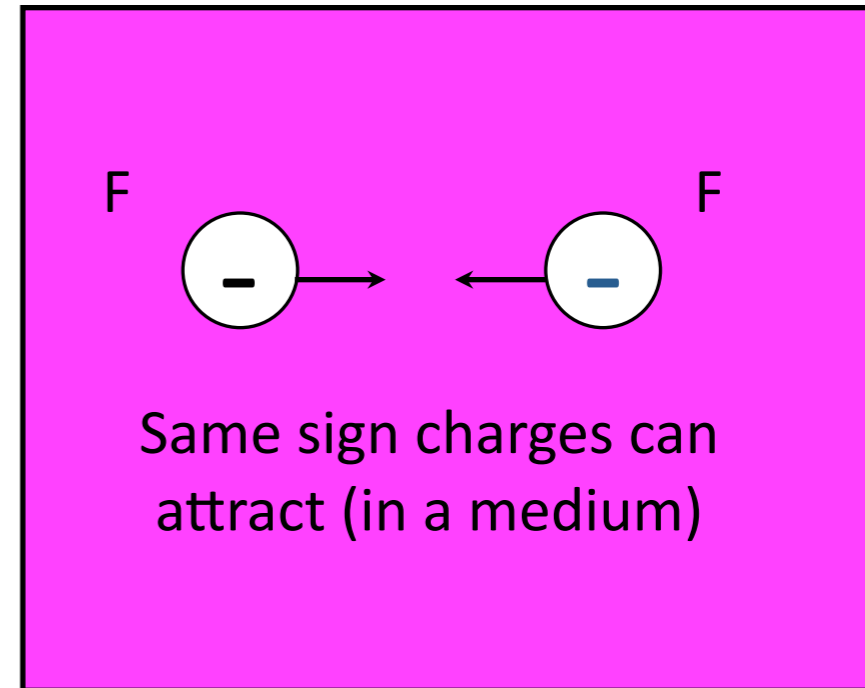 F F
- -
Same sign charges can
attract (in a medium)